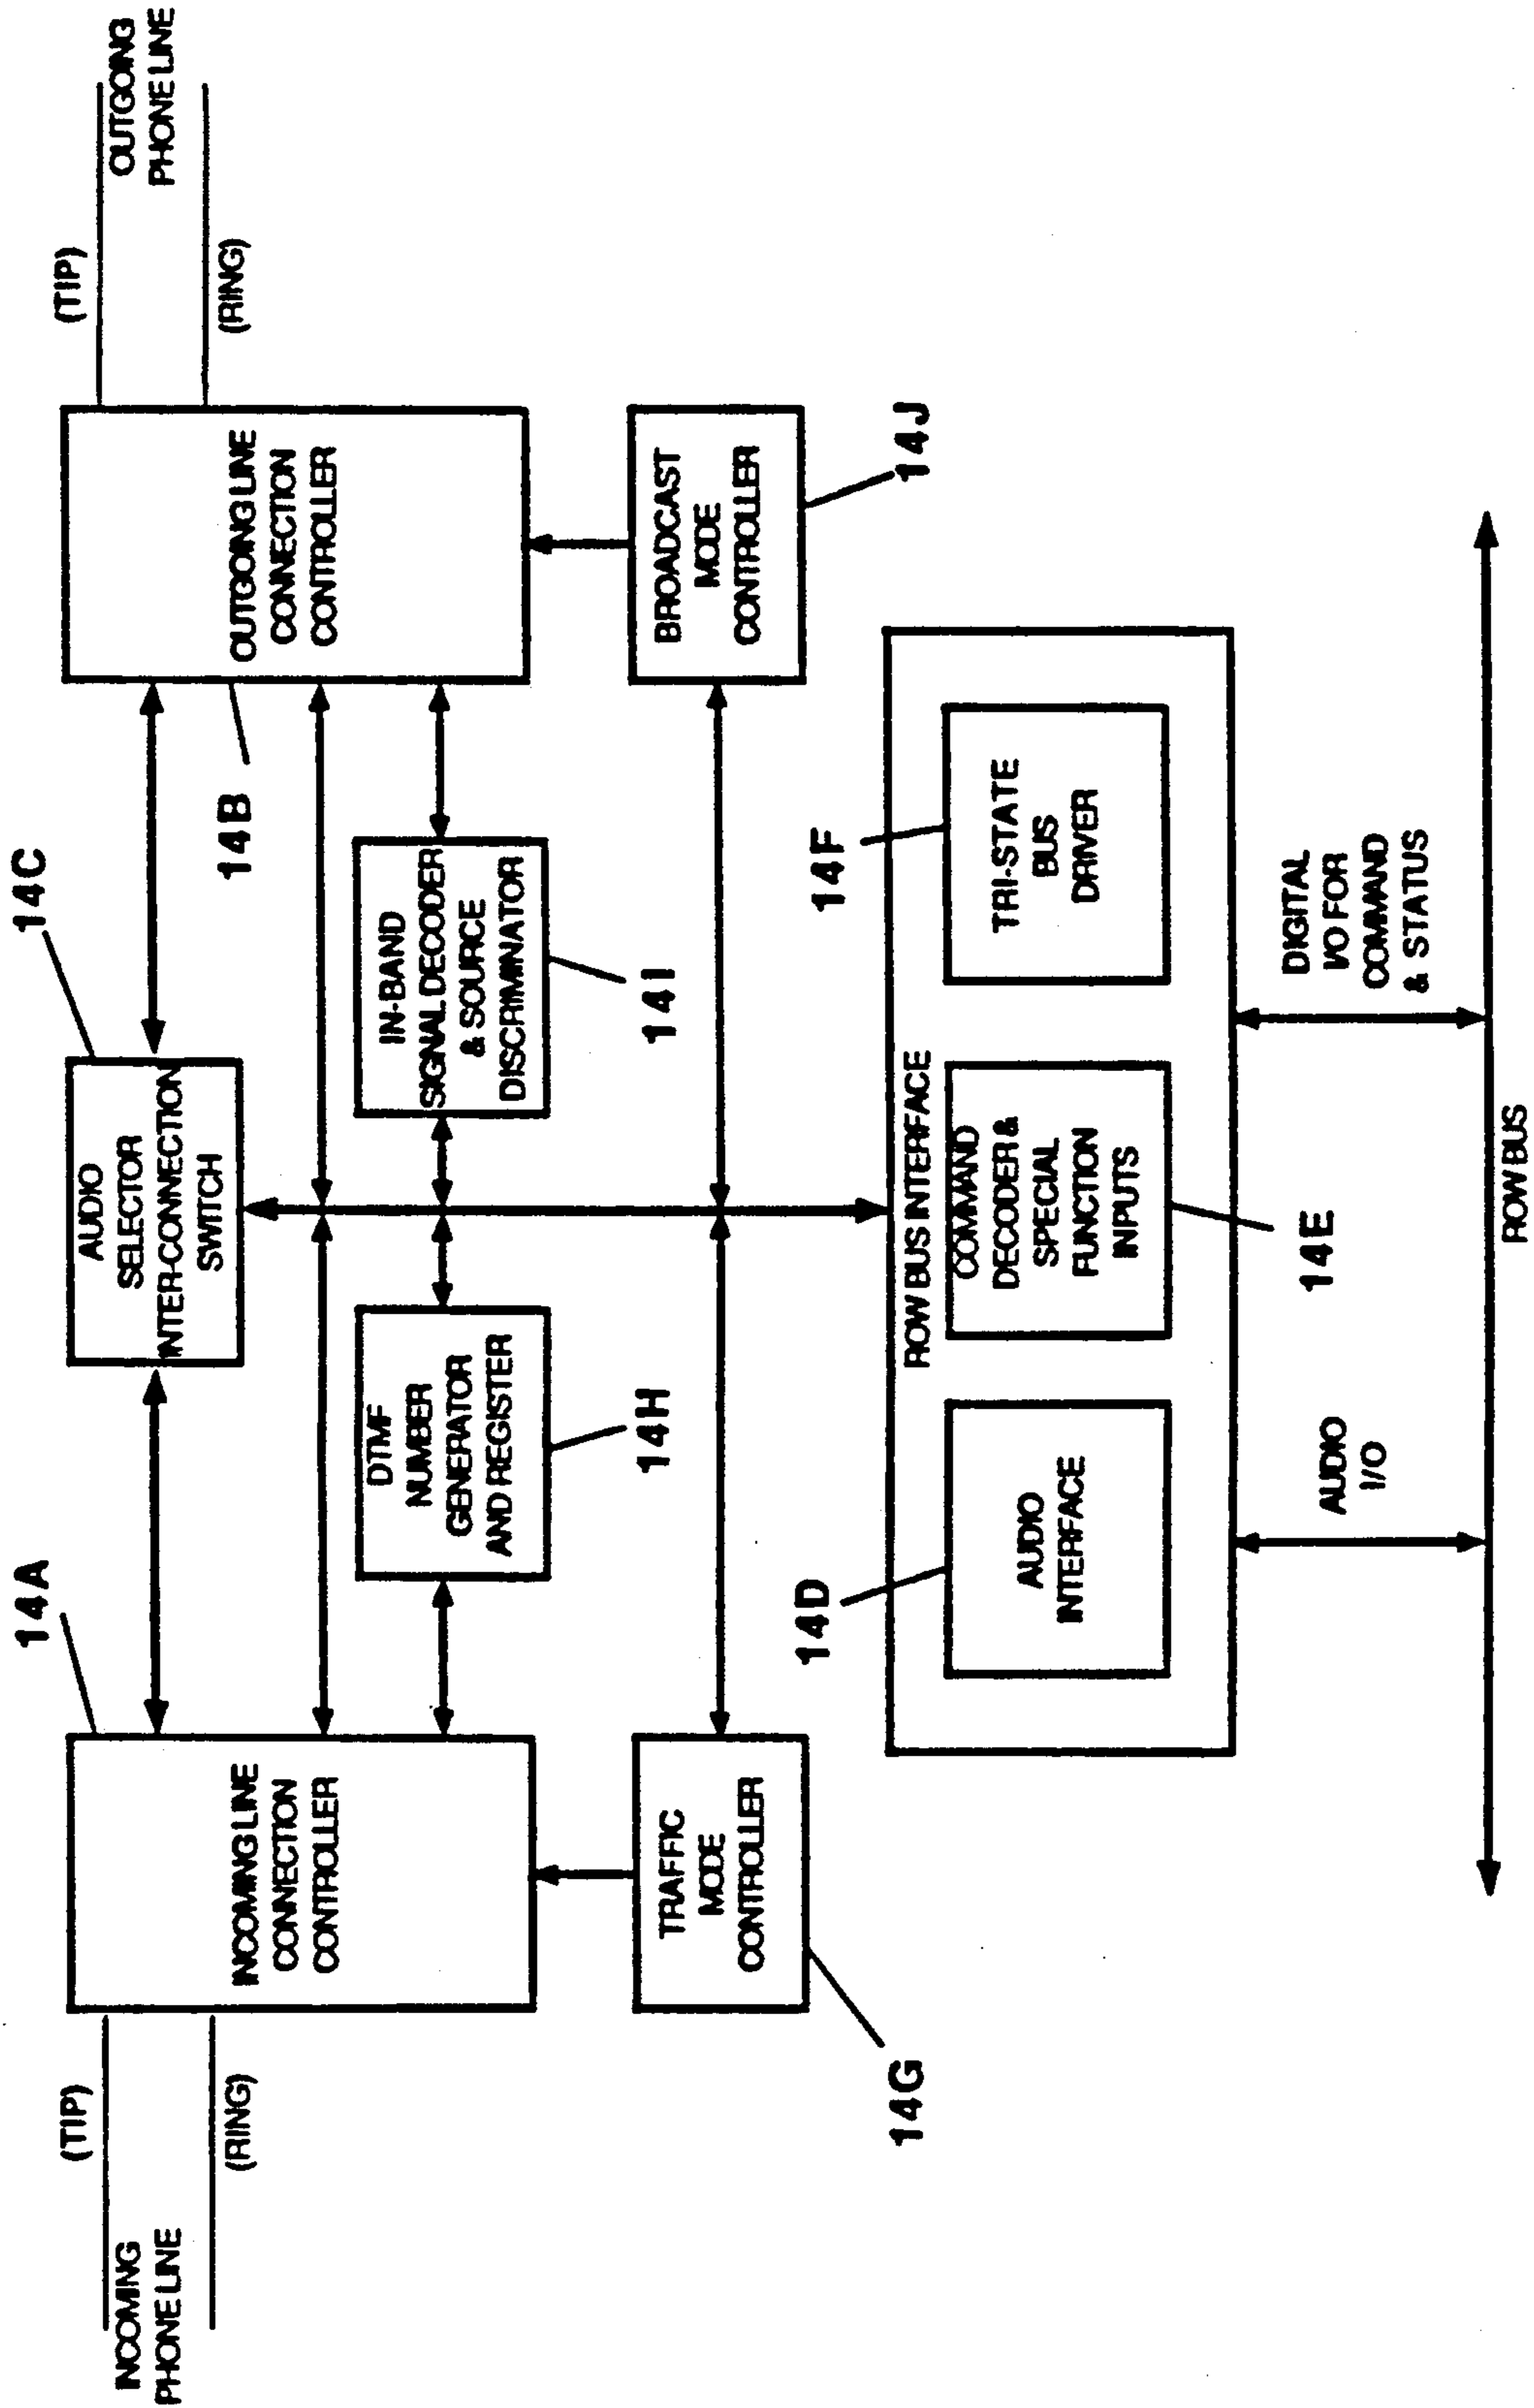 14A
14C
(TIP)
INCOMING
PHONE LINE
(RING)
INCOMING LINE
CONNECTION
CONTROLLER
AUDIO
SELECTOR
INTER-CONNECTION
SWITCH
14B
OUTGOING LINE
CONNECTION
CONTROLLER
(TIP)
OUTGOING
PHONE LINE
(RING)
DTMF
NUMBER
GENERATOR
AND REGISTER
14H
IN-BAND
SIGNAL DECODER
& SOURCE
DISCRIMINATOR
14I
TRAFFIC
MODE
CONTROLLER
14G
BROADCAST
MODE
CONTROLLER
14J
14D
14F
ROW BUS INTERFACE
AUDIO
INTERFACE
COMMAND
DECODER &
SPECIAL
FUNCTION
INPUTS
TRI-STATE
BUS
DRIVER
14E
AUDIO
I/O
DIGITAL
I/O FOR
COMMAND
& STATUS
ROW BUS